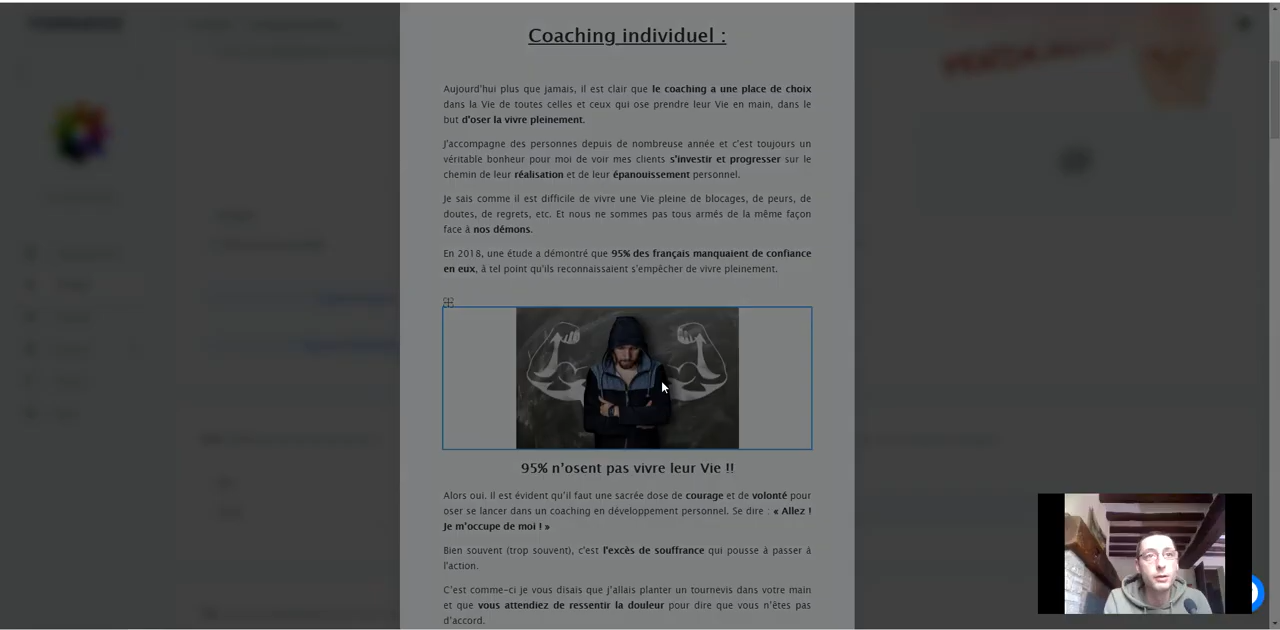 Coaching individuel :
Aujourd'hui plus que jamais, il est clair que le coaching a une place de choix
dans la Vie de toutes celles et ceux qui ose prendre leur Vie en main, dans le
but d'oser la vivre pleinement.
J'accompagne des personnes depuis de nombreuse année et c'est toujours un
véritable bonheur pour moi de voir mes clients s'investir et progresser sur le
chemin de leur réalisation et de leur épanouissement personnel.
Je sais comme il est difficile de vivre une Vie pleine de blocages, de peurs, de
doutes, de regrets, etc. Et nous ne sommes pas tous armés de la même façon
face à nos démons.
En 2018, une étude a démontré que 95% des français manquaient de confiance
en eux, à tel point qu'ils reconnaissaient s'empêcher de vivre pleinement.
95% n'osent pas vivre leur Vie !!
Alors oui. Il est évident qu'il faut une sacrée dose de courage et de volonté pour
oser se lancer dans un coaching en développement personnel. Se dire : « Allez !
Je m'occupe de moi ! »
Bien souvent (trop souvent), c'est l'excès de souffrance qui pousse à passer à
l'action.
C'est comme-ci je vous disais que j'allais planter un tournevis dans votre main
et que vous attendiez de ressentir la douleur pour dire que vous n'êtes pas
d'accord.